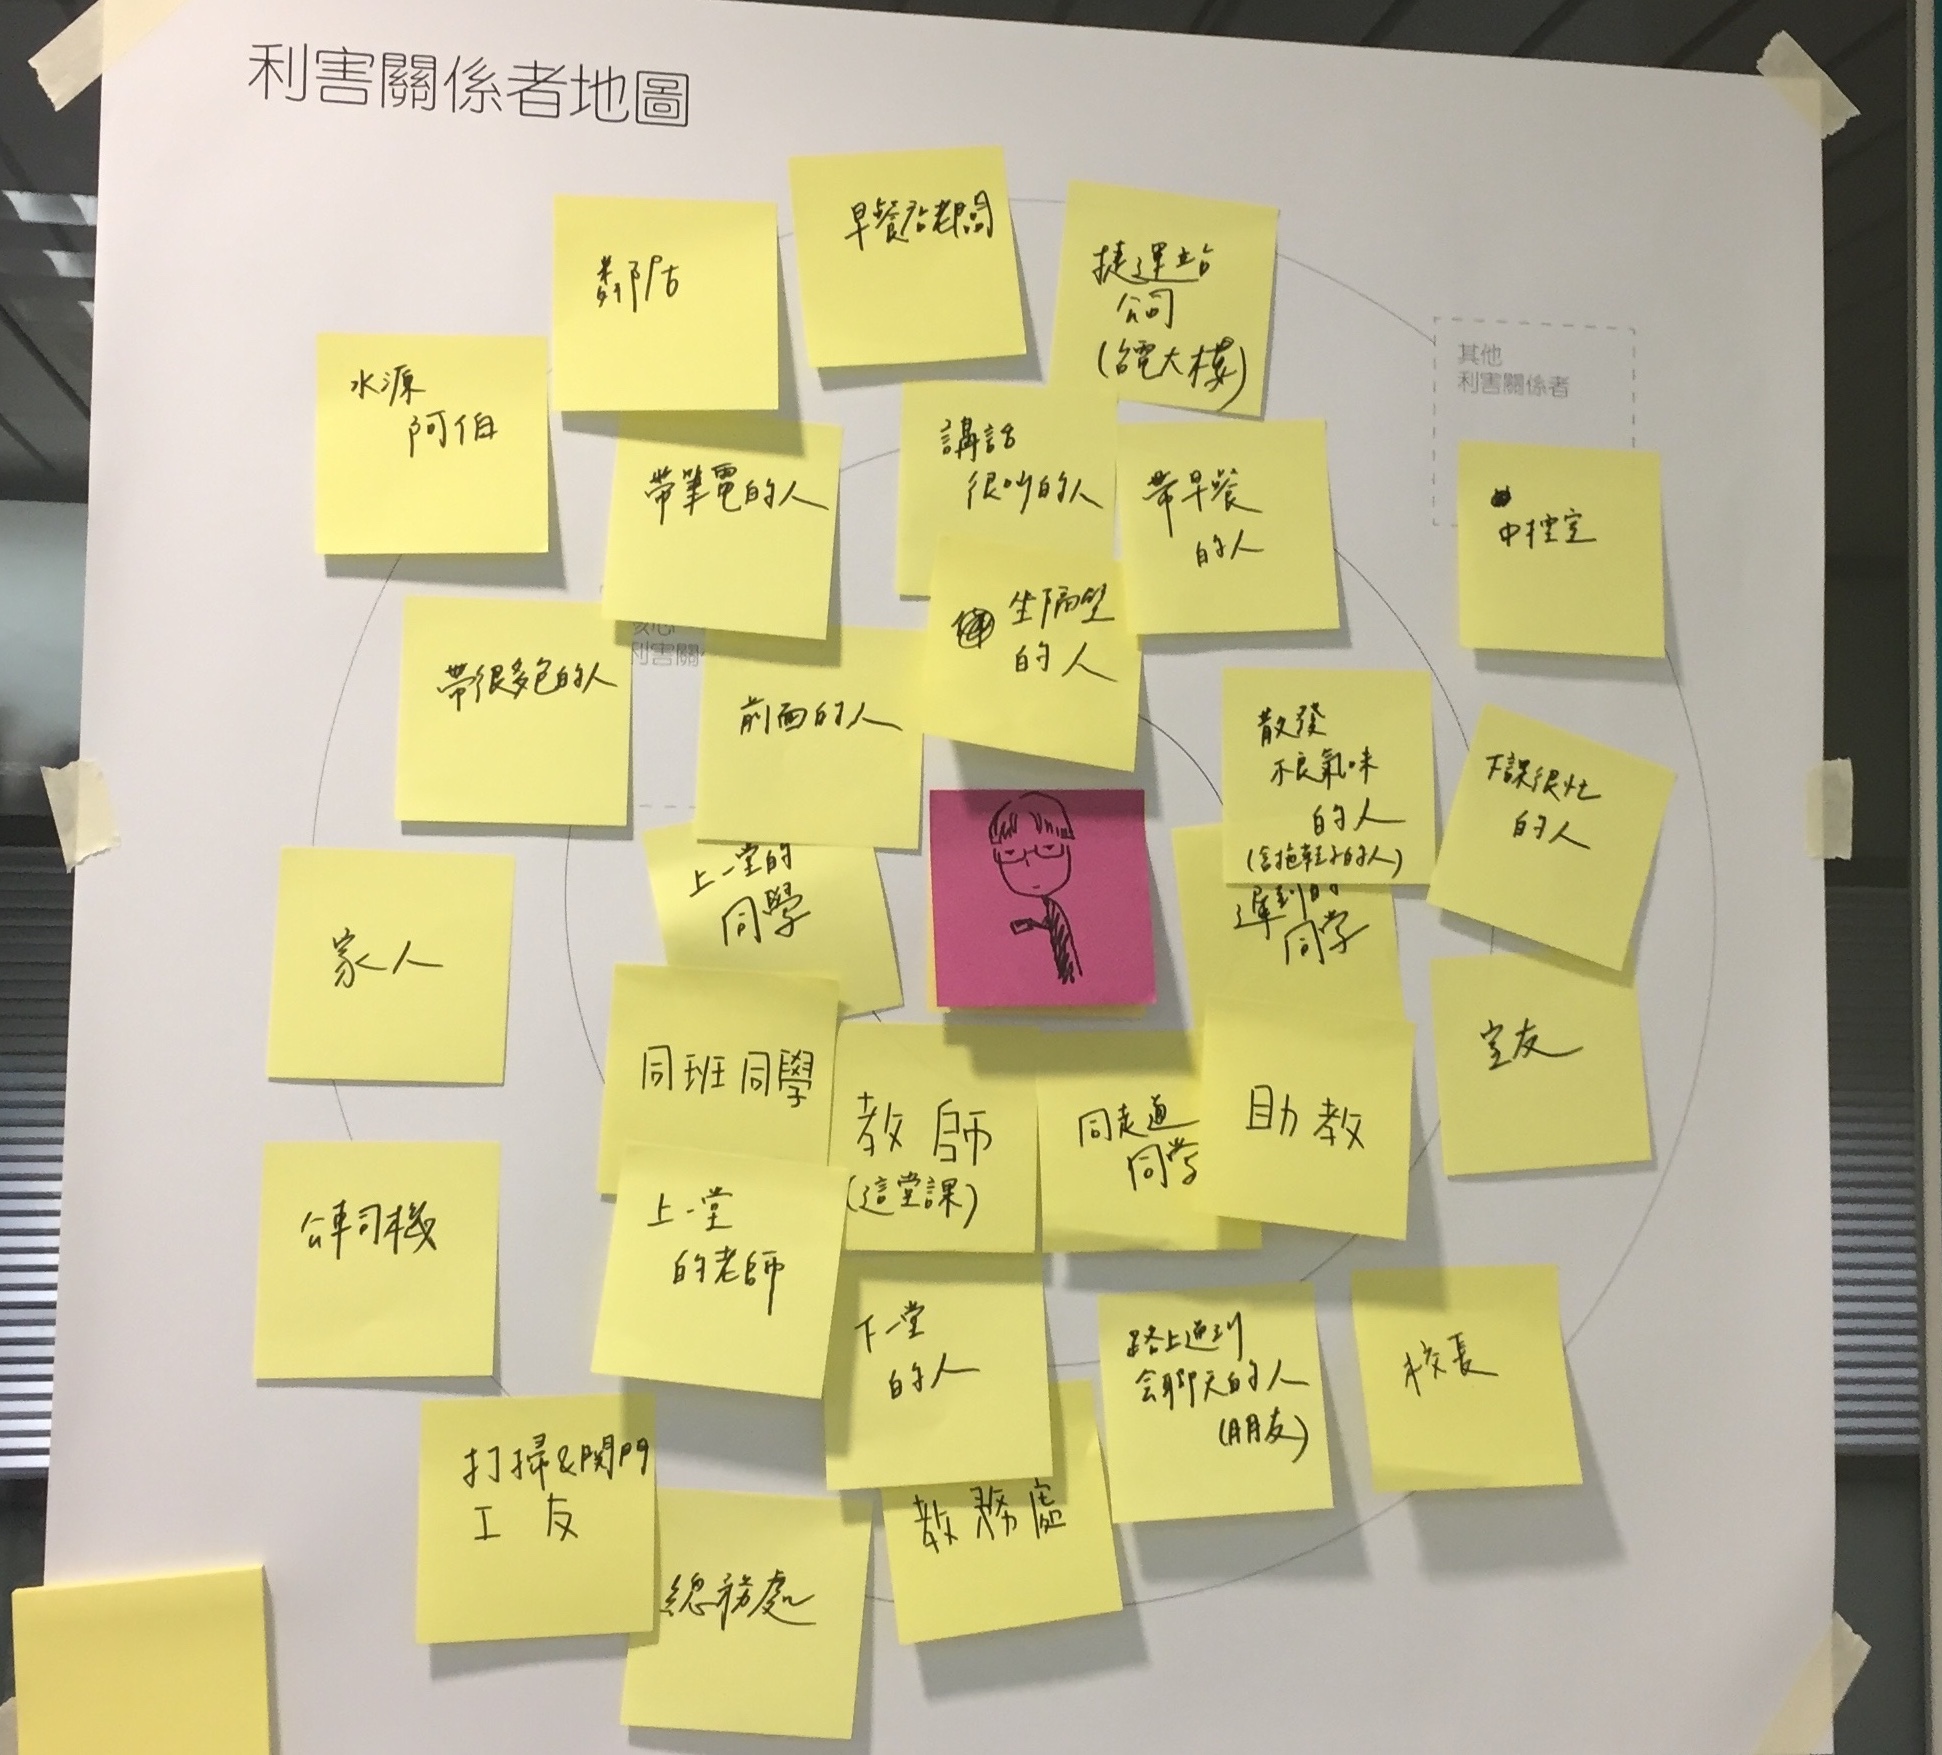 利害關係者地圖
早餐店老闆
鄰居
捷運站
公司
(台電大樓)
其他
利害關係者
水源
阿伯
帶筆電的人
講話
很吵的人
帶早餐
的人
中控室
坐隔壁
的人
核心
利害關
帶很多包的人
前面的人
散發
不良氣味
的人
(含拖鞋子的人)
下課很忙
的人
上一堂的
同學
遲到的
同学
家人
室友
同班同學
教師
(這堂課)
同走道
同学
助教
公車司機
上一堂
的老師
下一堂
的人
路上遇到
会聊天的人
(朋友)
校長
打掃&関門
工友
教務處
總務處